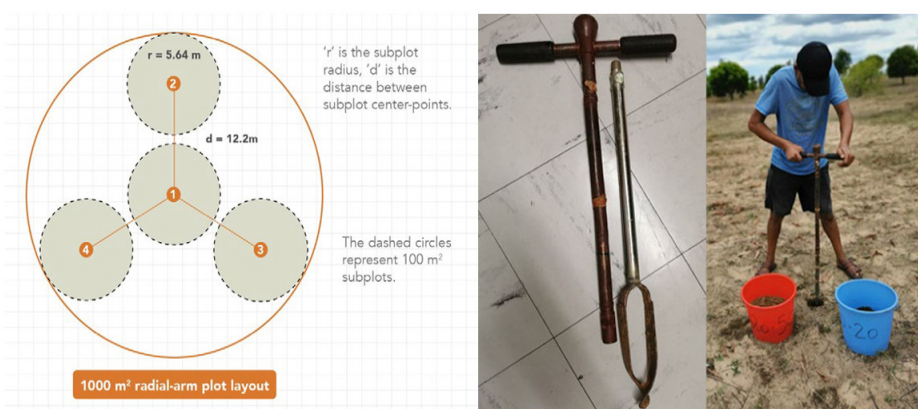 r = 5.64 m
2
'r' is the subplot
radius, 'd' is the
distance between
subplot center-points.
d = 12.2m
1
4
3
The dashed circles
represent 100 m²
subplots.
1000 m² radial-arm plot layout
20